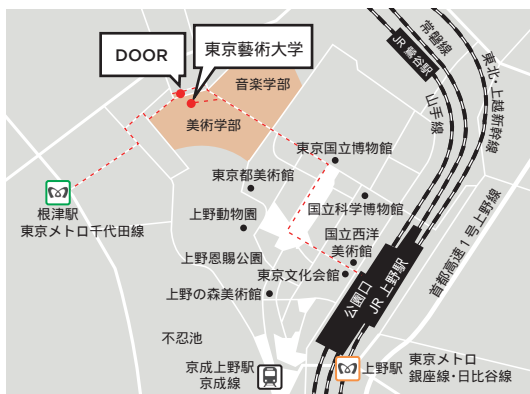 DOOR
東京藝術大学
音楽学部
美術学部
常磐線
JR 鶯谷駅
山手線
東北・上越新幹線
東京国立博物館
東京都美術館
根津駅
東京メトロ千代田線
上野動物園
国立科学博物館
国立西洋
美術館
首都高速1号上野線
上野恩賜公園
東京文化会館
上野の森美術館
公園口
JR 上野駅
不忍池
京成上野駅
京成線
上野駅
東京メトロ
銀座線・日比谷線